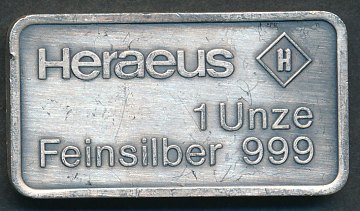 Heraeus H
1 Unze
Feinsilber 999